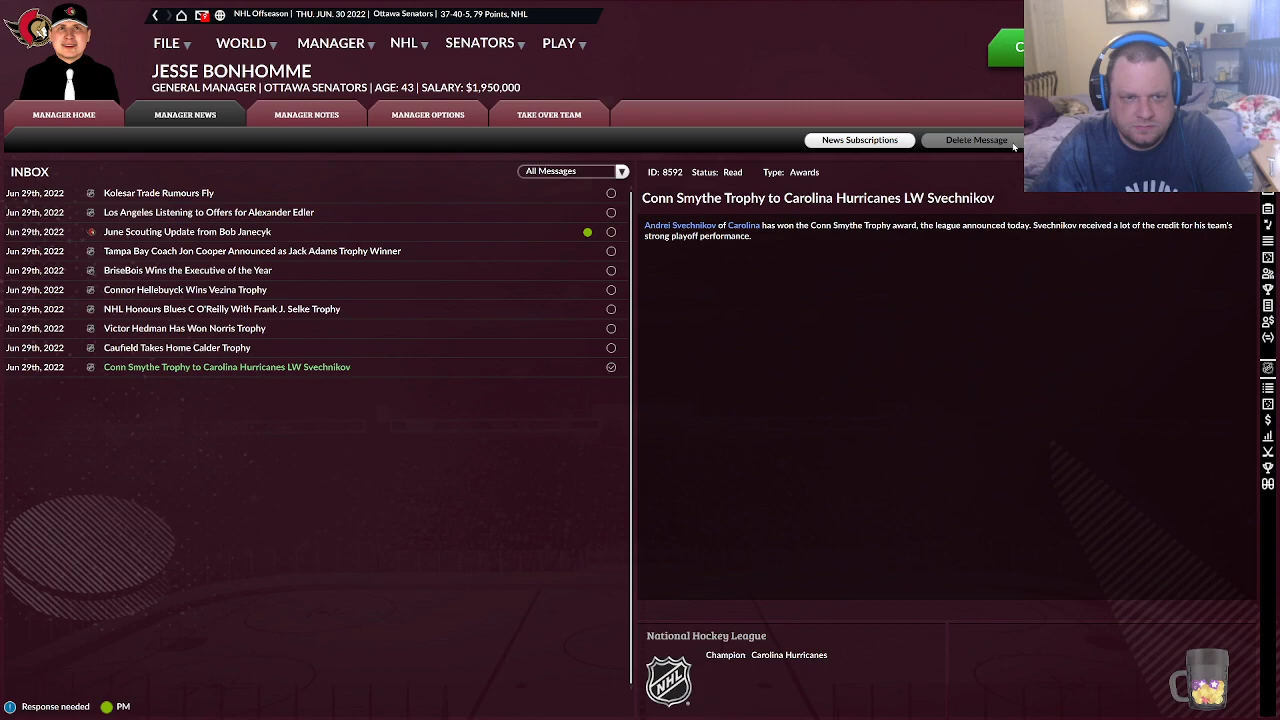 NHL Offseason | THU. JUN. 30 2022 | Ottawa Senators | 37-40-5, 79 Points, NHL
FILE WORLD MANAGER NHL SENATORS PLAY
JESSE BONHOMME
GENERAL MANAGER | OTTAWA SENATORS | AGE: 43 | SALARY: $1,950,000
MANAGER HOME MANAGER NEWS MANAGER NOTES MANAGER OPTIONS TAKE OVER TEAM
News Subscriptions Delete Message
INBOX All Messages
Jun 29th, 2022 Kolesar Trade Rumours Fly
Jun 29th, 2022 Los Angeles Listening to Offers for Alexander Edler
Jun 29th, 2022 June Scouting Update from Bob Janecyk
Jun 29th, 2022 Tampa Bay Coach Jon Cooper Announced as Jack Adams Trophy Winner
Jun 29th, 2022 BriseBois Wins the Executive of the Year
Jun 29th, 2022 Connor Hellebuyck Wins Vezina Trophy
Jun 29th, 2022 NHL Honours Blues C O'Reilly With Frank J. Selke Trophy
Jun 29th, 2022 Victor Hedman Has Won Norris Trophy
Jun 29th, 2022 Caufield Takes Home Calder Trophy
Jun 29th, 2022 Conn Smythe Trophy to Carolina Hurricanes LW Svechnikov
ID: 8592 Status: Read Type: Awards
Conn Smythe Trophy to Carolina Hurricanes LW Svechnikov
Andrei Svechnikov of Carolina has won the Conn Smythe Trophy award, the league announced today. Svechnikov received a lot of the credit for his team's
strong playoff performance.
National Hockey League
Champion Carolina Hurricanes
NHL
Response needed PM